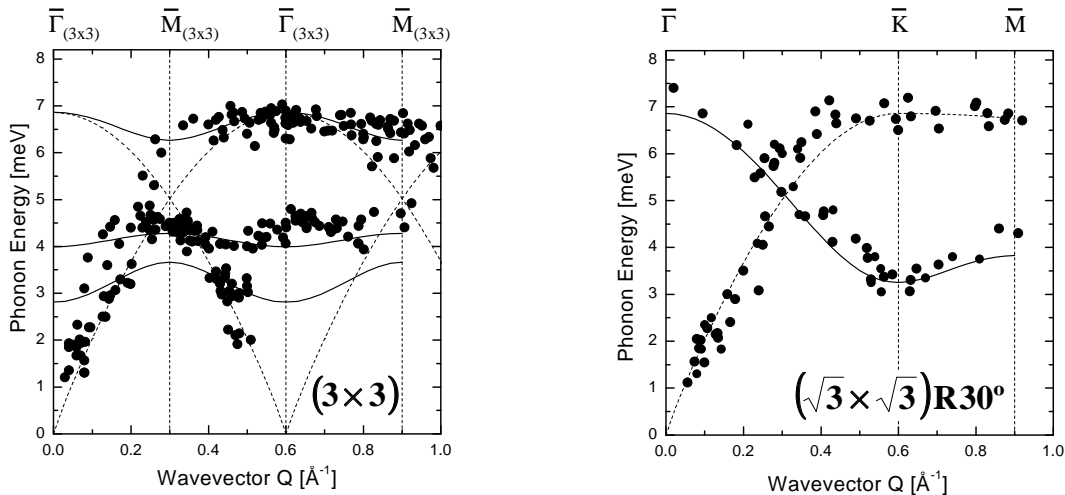 Γ̅(3x3) M̅(3x3) Γ̅(3x3) M̅(3x3)
8
7
6
5
4
3
2
1
0
Phonon Energy [meV]
(3×3)
0.0 0.2 0.4 0.6 0.8 1.0
Wavevector Q [Å⁻¹]
Γ̅ K̅ M̅
8
7
6
5
4
3
2
1
0
Phonon Energy [meV]
(√3×√3)R30º
0.0 0.2 0.4 0.6 0.8 1.0
Wavevector Q [Å⁻¹]